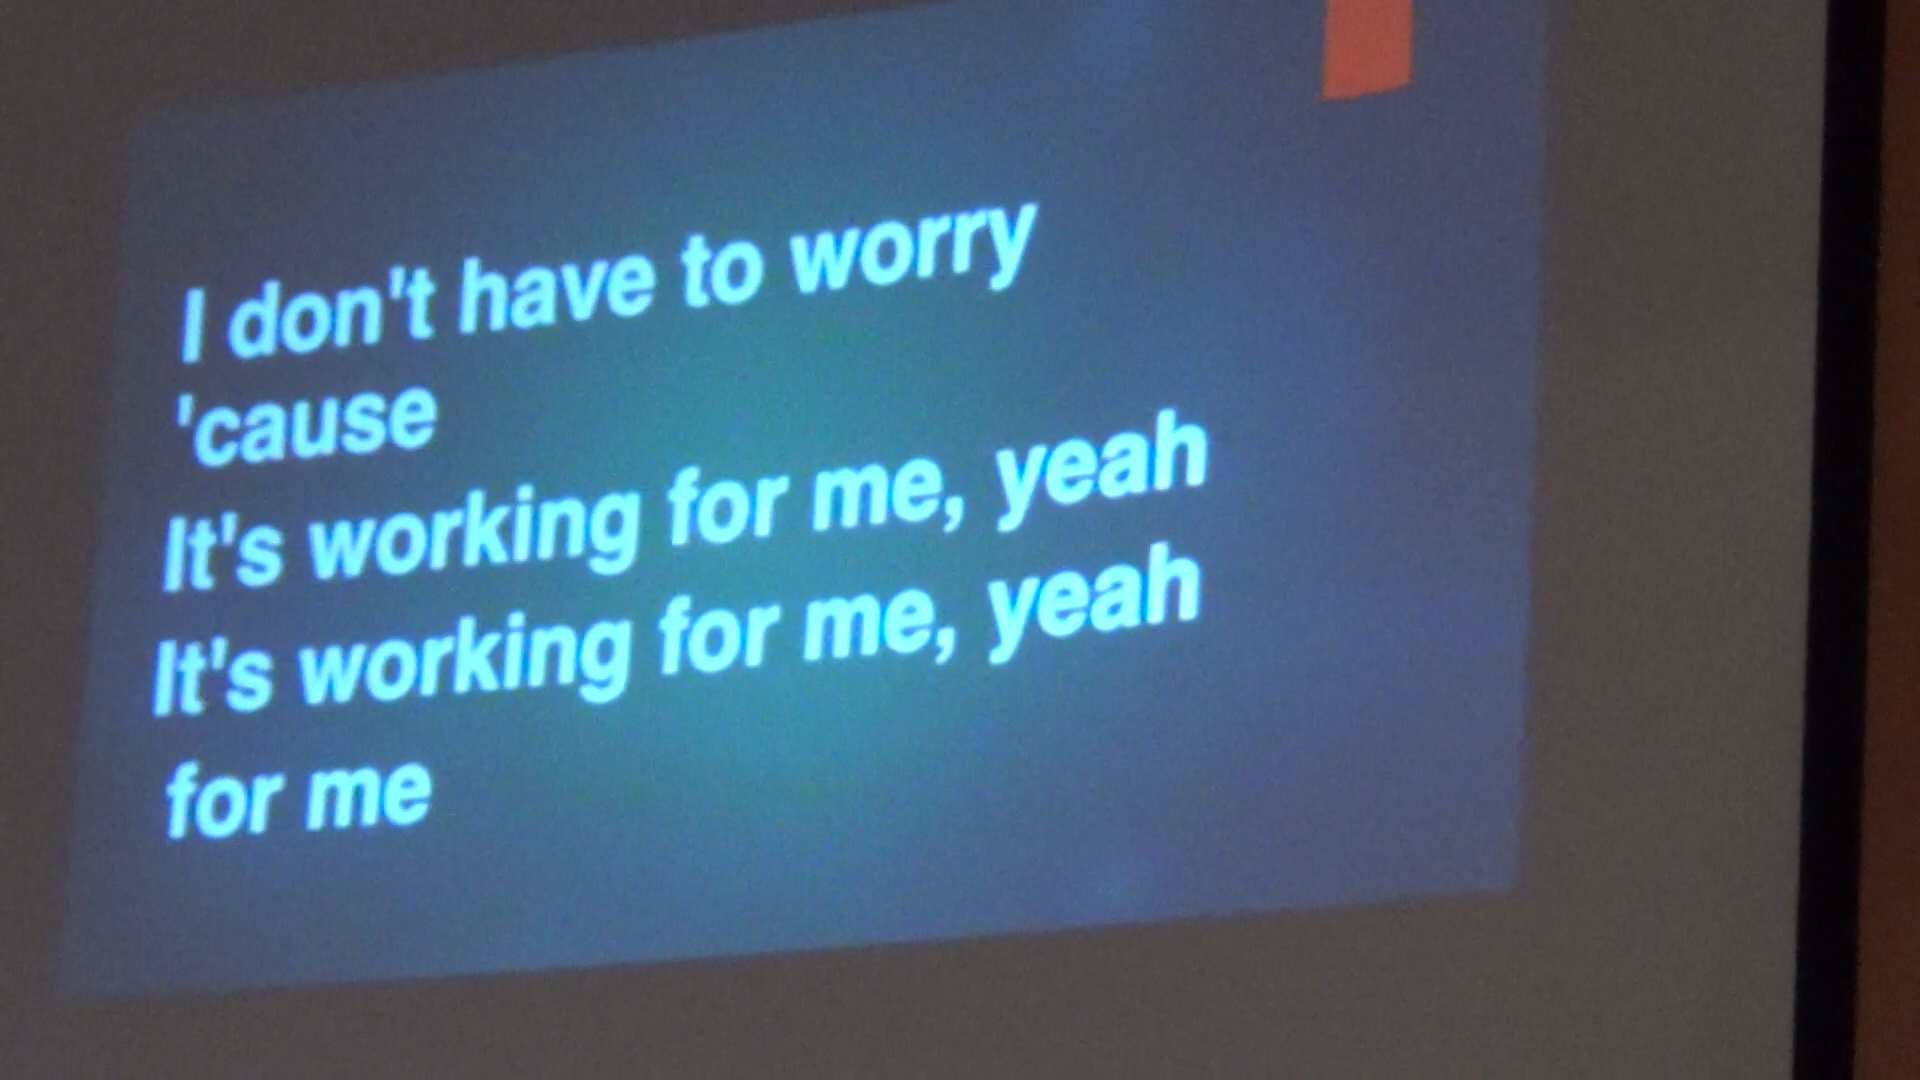 I don't have to worry
'cause
It's working for me, yeah
It's working for me, yeah
for me